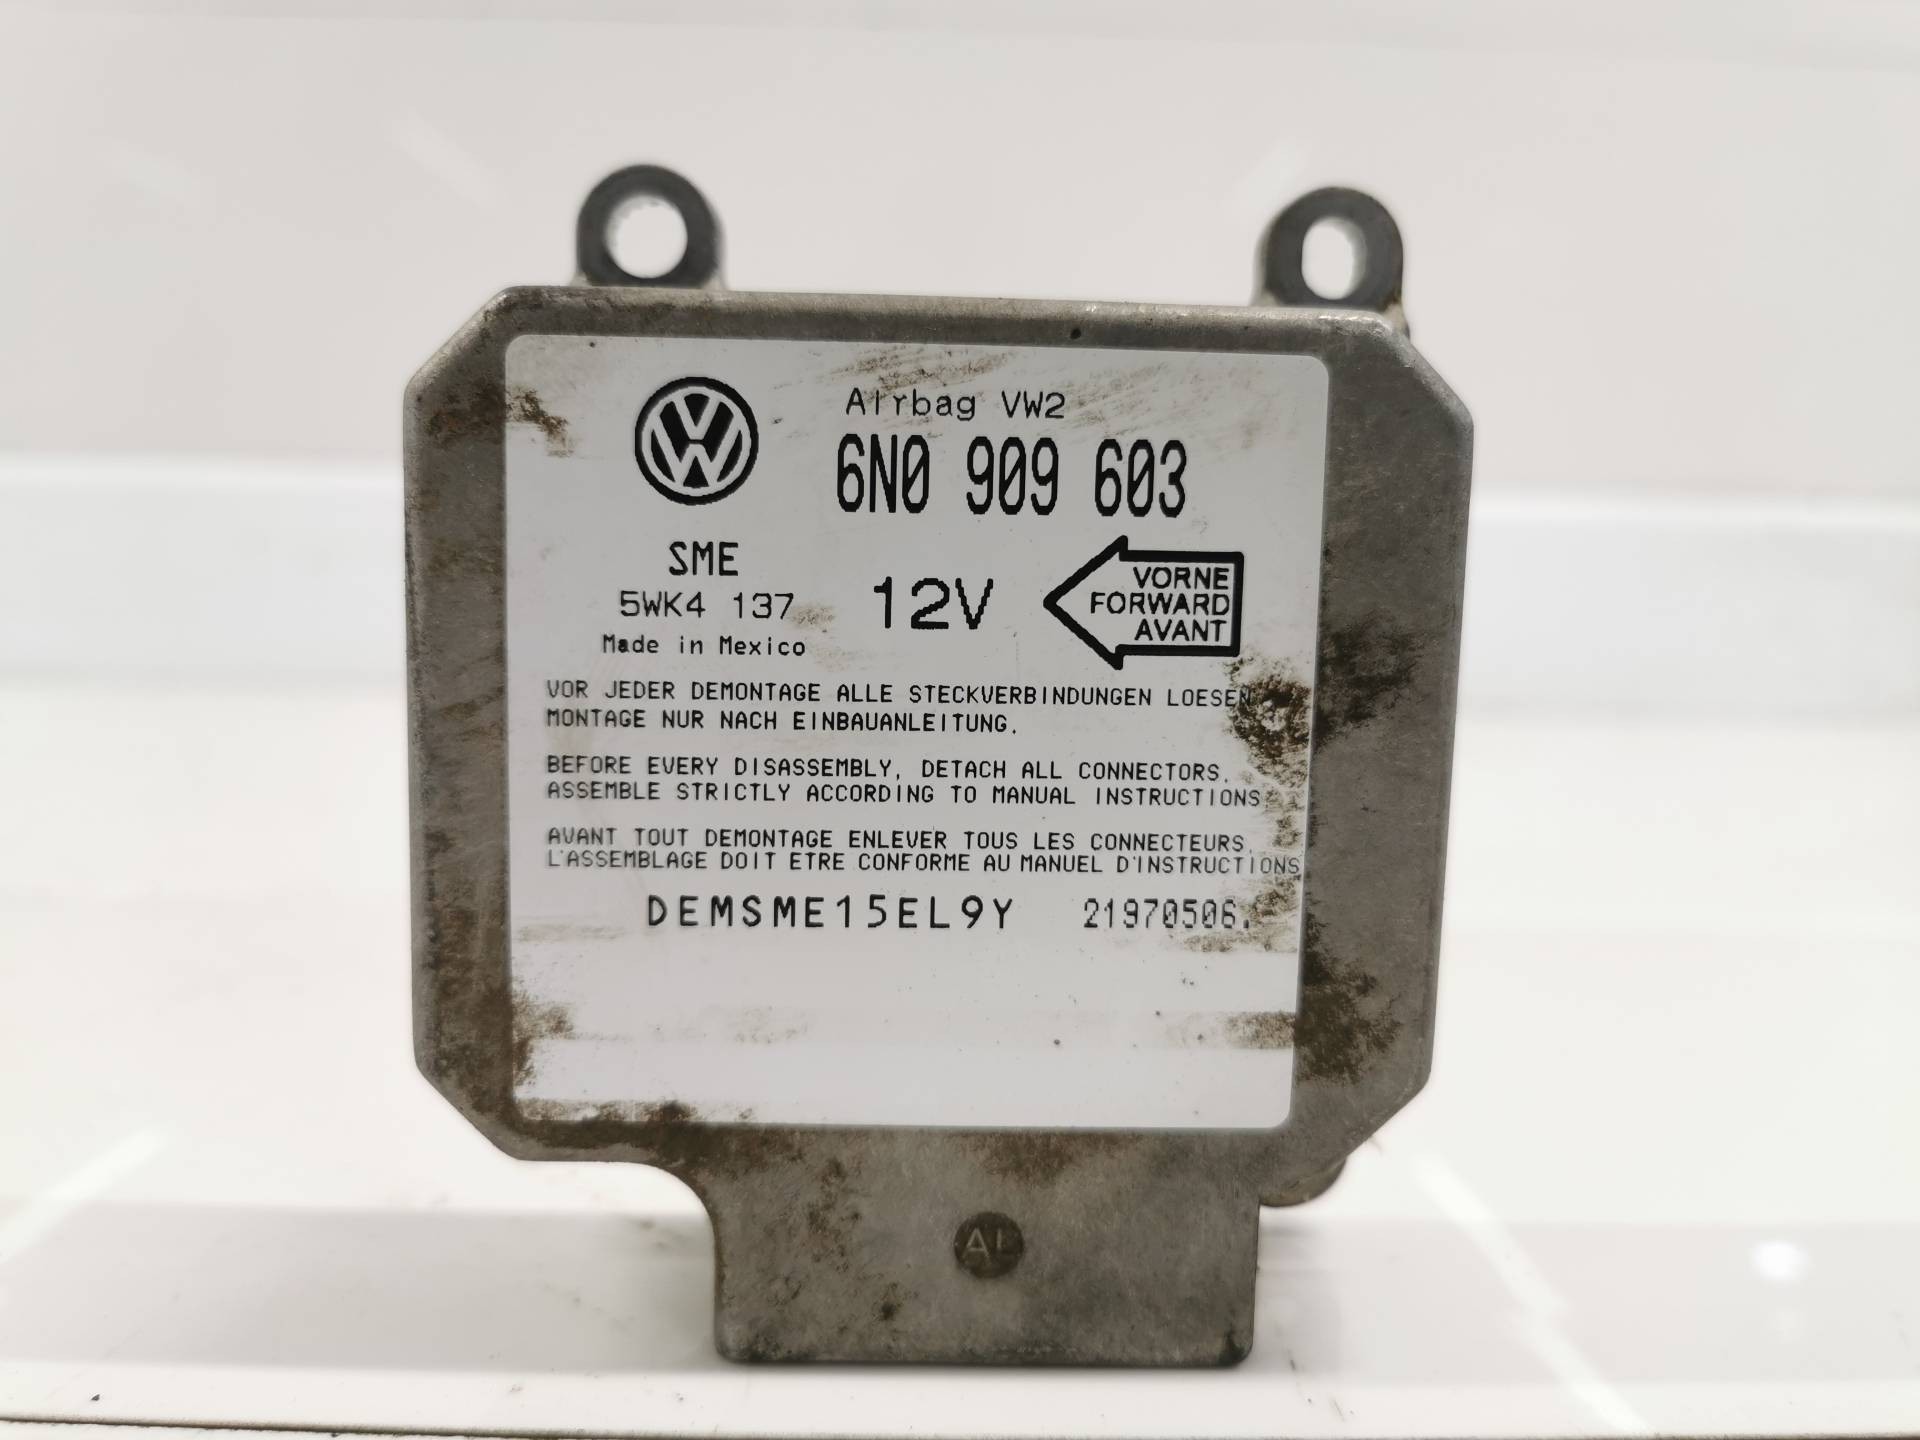 Airbag VW2
6N0 909 603
SME
5WK4 137
Made in Mexico
12V
VORNE
FORWARD
AVANT
VOR JEDER DEMONTAGE ALLE STECKVERBINDUNGEN LOESEN
MONTAGE NUR NACH EINBAUANLEITUNG.
BEFORE EVERY DISASSEMBLY, DETACH ALL CONNECTORS.
ASSEMBLE STRICTLY ACCORDING TO MANUAL INSTRUCTIONS
AVANT TOUT DEMONTAGE ENLEVER TOUS LES CONNECTEURS.
L'ASSEMBLAGE DOIT ETRE CONFORME AU MANUEL D'INSTRUCTIONS
DEMSME15EL9Y 21970506.
AL